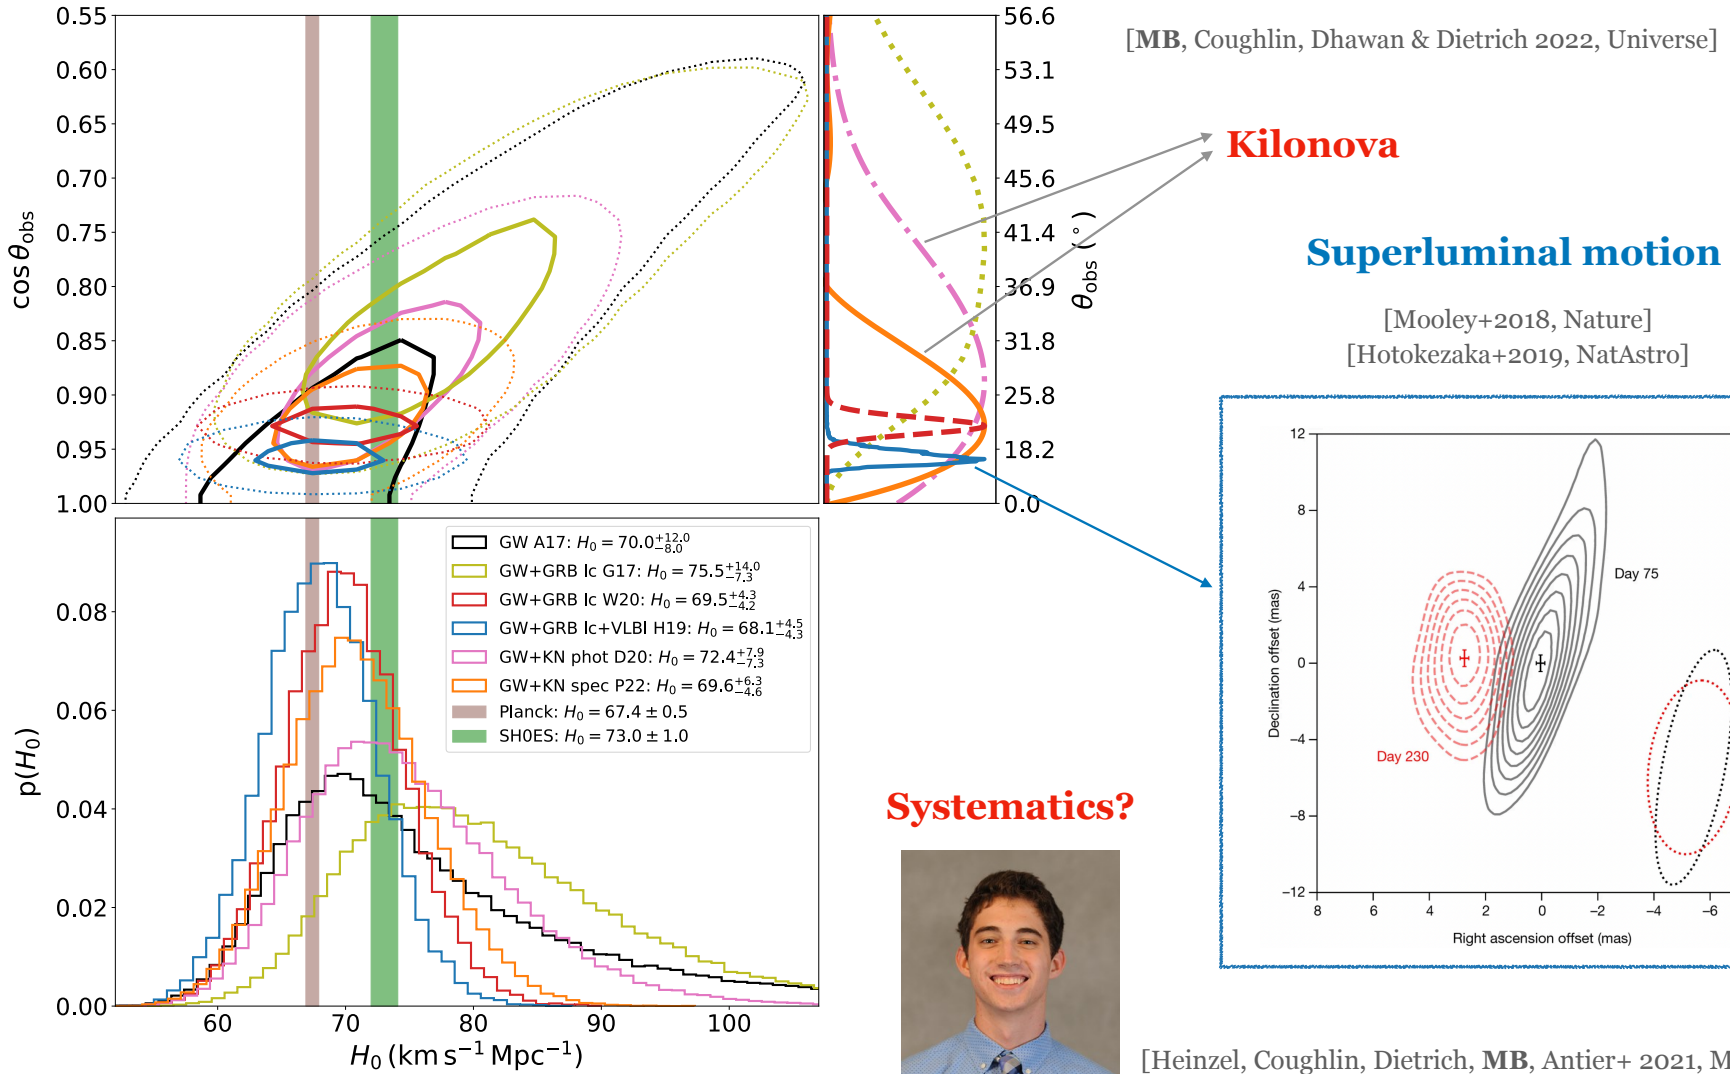 [MB, Coughlin, Dhawan & Dietrich 2022, Universe]
0.55
0.60
0.65
0.70
0.75
0.80
0.85
0.90
0.95
1.00
cos θobs
56.6
53.1
49.5
45.6
41.4
36.9
31.8
25.8
18.2
0.0
θobs (°)
Kilonova
Superluminal motion
[Mooley+2018, Nature]
[Hotokezaka+2019, NatAstro]
GW A17: H₀ = 70.0 +12.0 −8.0
GW+GRB lc G17: H₀ = 75.5 +14.0 −7.3
GW+GRB lc W20: H₀ = 69.5 +4.3 −4.2
GW+GRB lc+VLBI H19: H₀ = 68.1 +4.5 −4.3
GW+KN phot D20: H₀ = 72.4 +7.9 −7.3
GW+KN spec P22: H₀ = 69.6 +6.3 −4.6
Planck: H₀ = 67.4 ± 0.5
SH0ES: H₀ = 73.0 ± 1.0
0.08
0.06
0.04
0.02
0.00
p(H₀)
60 70 80 90 100
H₀ (km s⁻¹ Mpc⁻¹)
Systematics?
12
8
4
0
−4
−8
−12
Declination offset (mas)
Day 75
Day 230
8 6 4 2 0 −2 −4 −6
Right ascension offset (mas)
[Heinzel, Coughlin, Dietrich, MB, Antier+ 2021, M